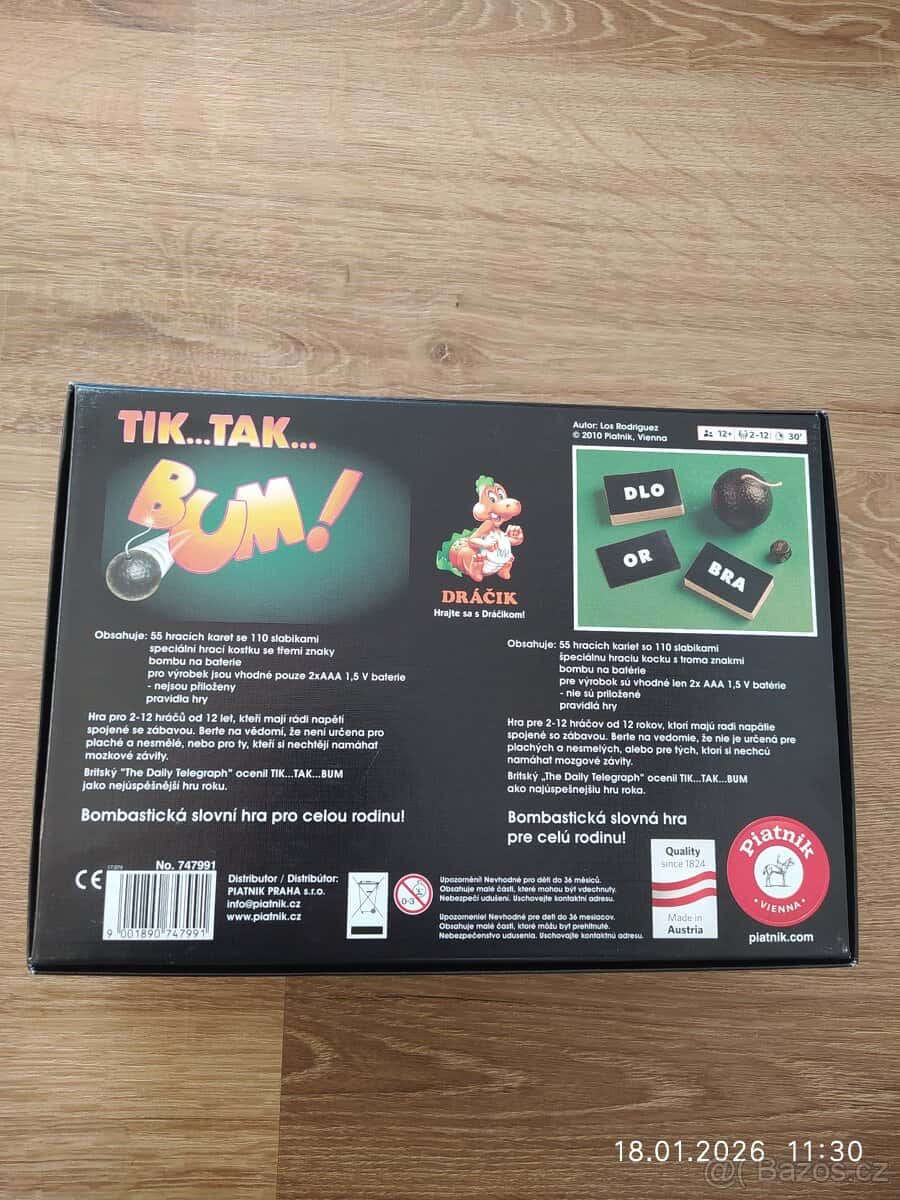 TIK...TAK...
BUM!
Autor: Los Rodriguez
© 2010 Piatnik, Vienna
12+ 2-12 30'
DLO
OR
BRA
DRÁČIK
Hrajte sa s Dráčikom!
Obsahuje: 55 hracích karet se 110 slabikami
speciální hrací kostku se třemi znaky
bombu na baterie
pro výrobek jsou vhodné pouze 2xAAA 1,5 V baterie
- nejsou přiloženy
pravidla hry
Hra pro 2-12 hráčů od 12 let, kteří mají rádi napětí
spojené se zábavou. Berte na vědomí, že není určena pro
plaché a nesmělé, nebo pro ty, kteří si nechtějí namáhat
mozkové závity.
Britský "The Daily Telegraph" ocenil TIK...TAK...BUM
jako nejúspěšnější hru roku.
Bombastická slovní hra pro celou rodinu!
Obsahuje: 55 hracích kariet so 110 slabikami
špeciálnu hraciu kocku s troma znakmi
bombu na batérie
pre výrobok sú vhodné len 2x AAA 1,5 V batérie
- nie sú priložené
pravidlá hry
Hra pre 2-12 hráčov od 12 rokov, ktorí majú radi napätie
spojené so zábavou. Berte na vedomie, že nie je určená pre
plachých a nesmelých, alebo pre tých, ktorí si nechcú
namáhať mozgové závity.
Britský „The Daily Telegraph" ocenil TIK...TAK...BUM
ako najúspešnejšiu hru roka.
Bombastická slovná hra
pre celú rodinu!
CE
No. 747991
9 001890 747991
Distributor / Distribútor:
PIATNIK PRAHA s.r.o.
info@piatnik.cz
www.piatnik.cz
0-3
Upozornění! Nevhodné pro děti do 36 měsíců.
Obsahuje malé části, které mohou být vdechnuty.
Nebezpečí udušení. Uschovejte kontaktní adresu.
Upozornenie! Nevhodné pre deti do 36 mesiacov.
Obsahuje malé časti, ktoré môžu byť prehltnuté.
Nebezpečenstvo udusenia. Uschovajte kontaktnú adresu.
Quality
since 1824
Made in
Austria
Piatnik
• VIENNA •
piatnik.com
18.01.2026 11:30
Bazoš.cz